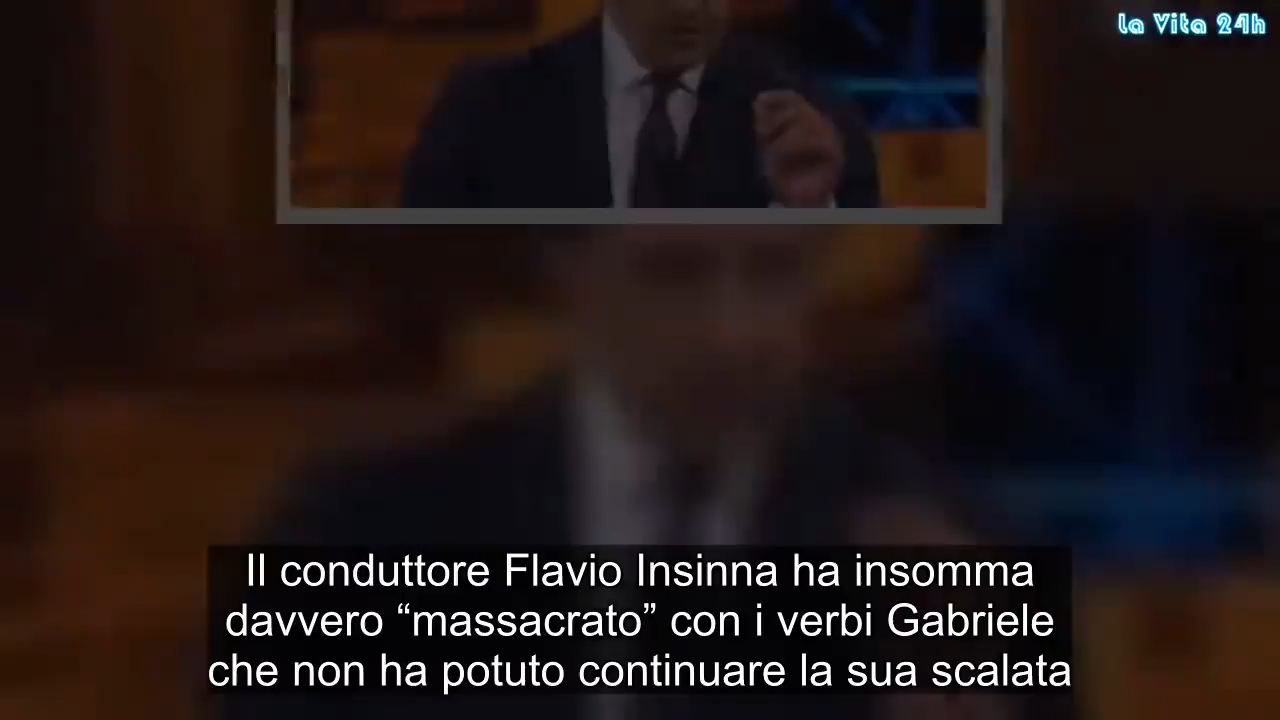 La Vita 24h
Il conduttore Flavio Insinna ha insomma
davvero “massacrato” con i verbi Gabriele
che non ha potuto continuare la sua scalata